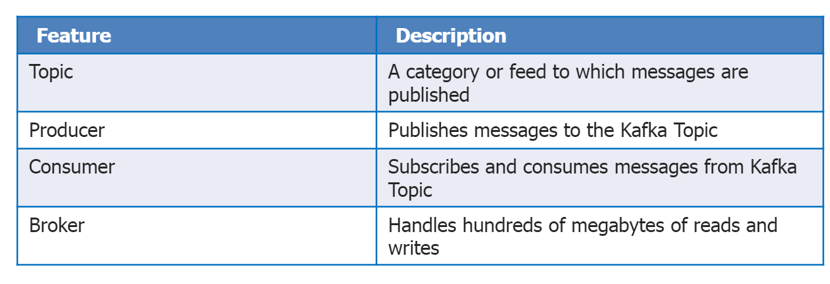 Feature Description
Topic A category or feed to which messages are
published
Producer Publishes messages to the Kafka Topic
Consumer Subscribes and consumes messages from Kafka
Topic
Broker Handles hundreds of megabytes of reads and
writes